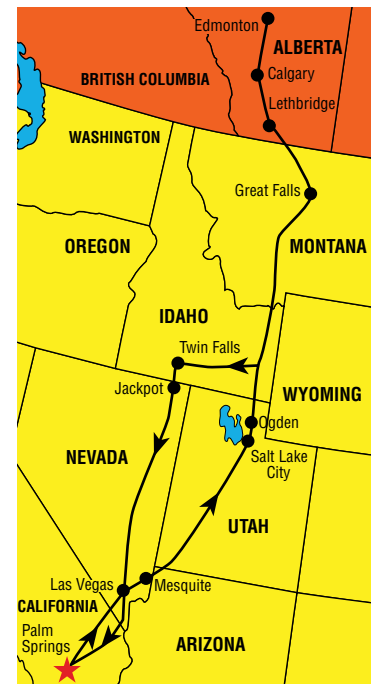 Edmonton
ALBERTA
BRITISH COLUMBIA
Calgary
Lethbridge
WASHINGTON
Great Falls
OREGON
MONTANA
IDAHO
Twin Falls
Jackpot
WYOMING
Ogden
NEVADA
Salt Lake
City
UTAH
Las Vegas
Mesquite
CALIFORNIA
Palm
Springs
ARIZONA